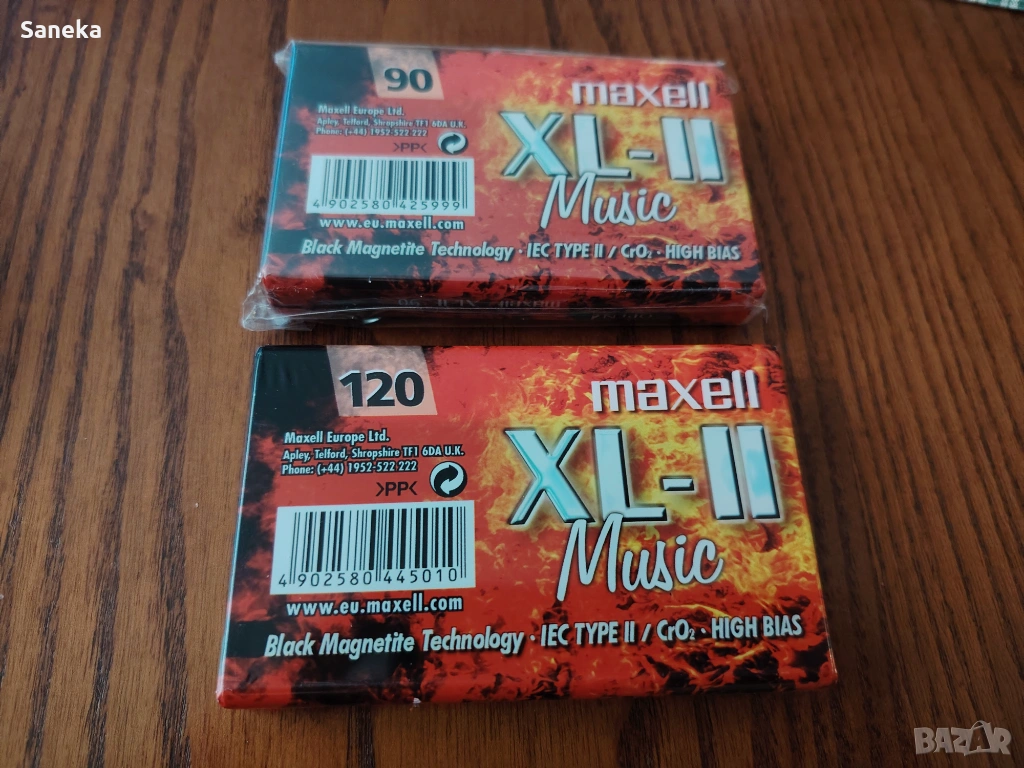 Saneka
90
maxell
Maxell Europe Ltd.
Apley, Telford, Shropshire TF1 6DA U.K.
Phone: (+44) 1952-522 222
>PP<
XL-II
Music
4 902580 425999
www.eu.maxell.com
Black Magnetite Technology · IEC TYPE II / CrO₂ · HIGH BIAS
120
maxell
Maxell Europe Ltd.
Apley, Telford, Shropshire TF1 6DA U.K.
Phone: (+44) 1952-522 222
>PP<
XL-II
Music
4 902580 445010
www.eu.maxell.com
Black Magnetite Technology · IEC TYPE II / CrO₂ · HIGH BIAS
BAZAR